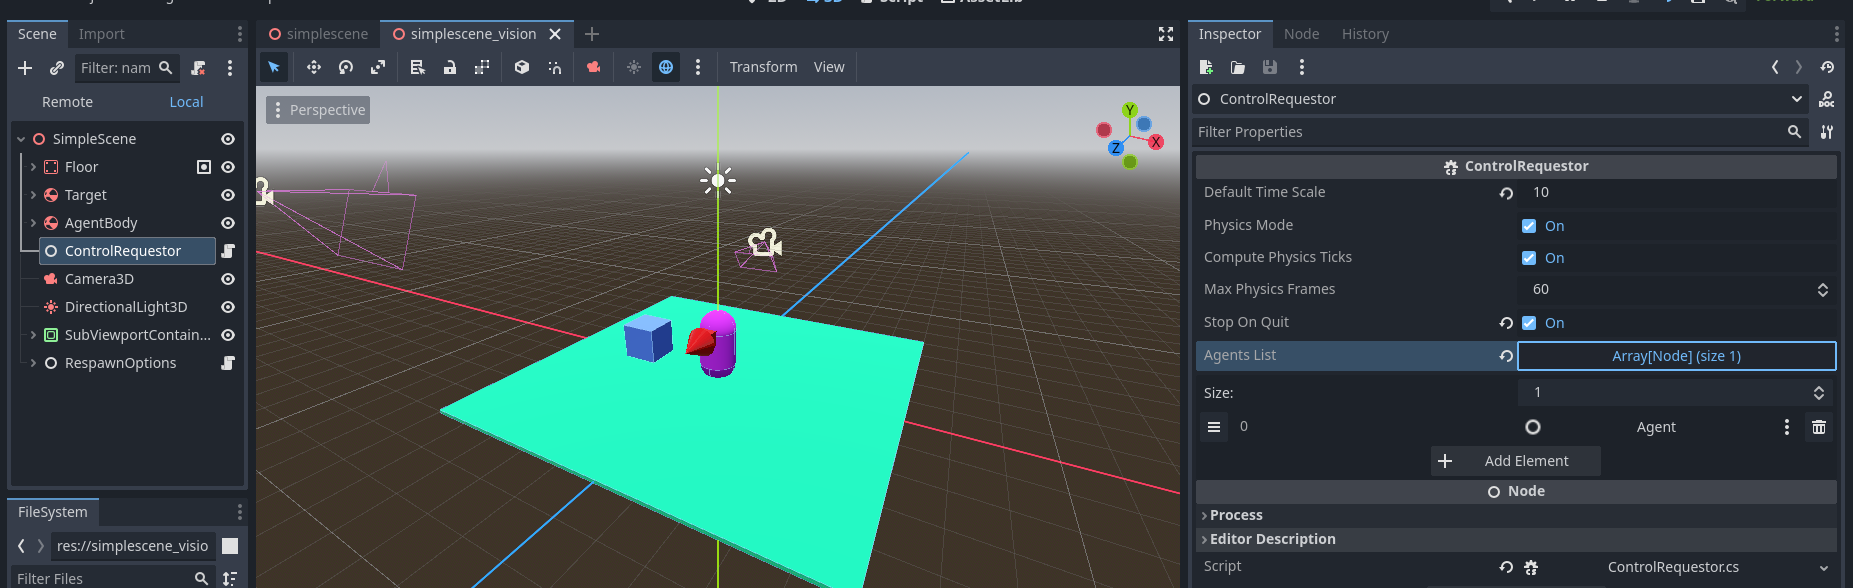 Scene Import
Filter: nam
Remote Local
SimpleScene
Floor
Target
AgentBody
ControlRequestor
Camera3D
DirectionalLight3D
SubViewportContain...
RespawnOptions
FileSystem
res://simplescene_visio
Filter Files
simplescene simplescene_vision
Transform View
Perspective
Y
X
Z
Inspector Node History
ControlRequestor
DOC
Filter Properties
ControlRequestor
Default Time Scale 10
Physics Mode On
Compute Physics Ticks On
Max Physics Frames 60
Stop On Quit On
Agents List Array[Node] (size 1)
Size: 1
0 Agent
Add Element
Node
Process
Editor Description
Script ControlRequestor.cs